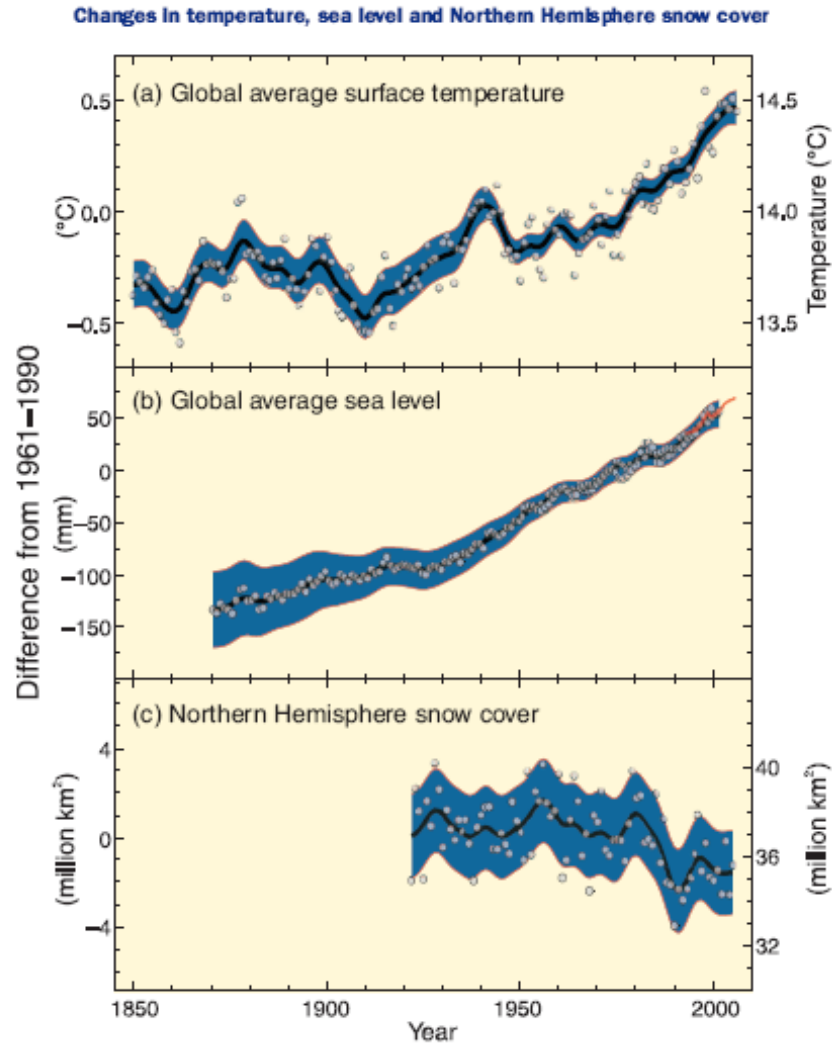 Changes in temperature, sea level and Northern Hemisphere snow cover
(a) Global average surface temperature
0.5
0.0
−0.5
(°C)
14.5
14.0
13.5
Temperature (°C)
Difference from 1961–1990
(b) Global average sea level
50
0
−50
−100
−150
(mm)
(c) Northern Hemisphere snow cover
4
0
−4
(million km²)
40
36
32
(million km²)
1850
1900
1950
2000
Year